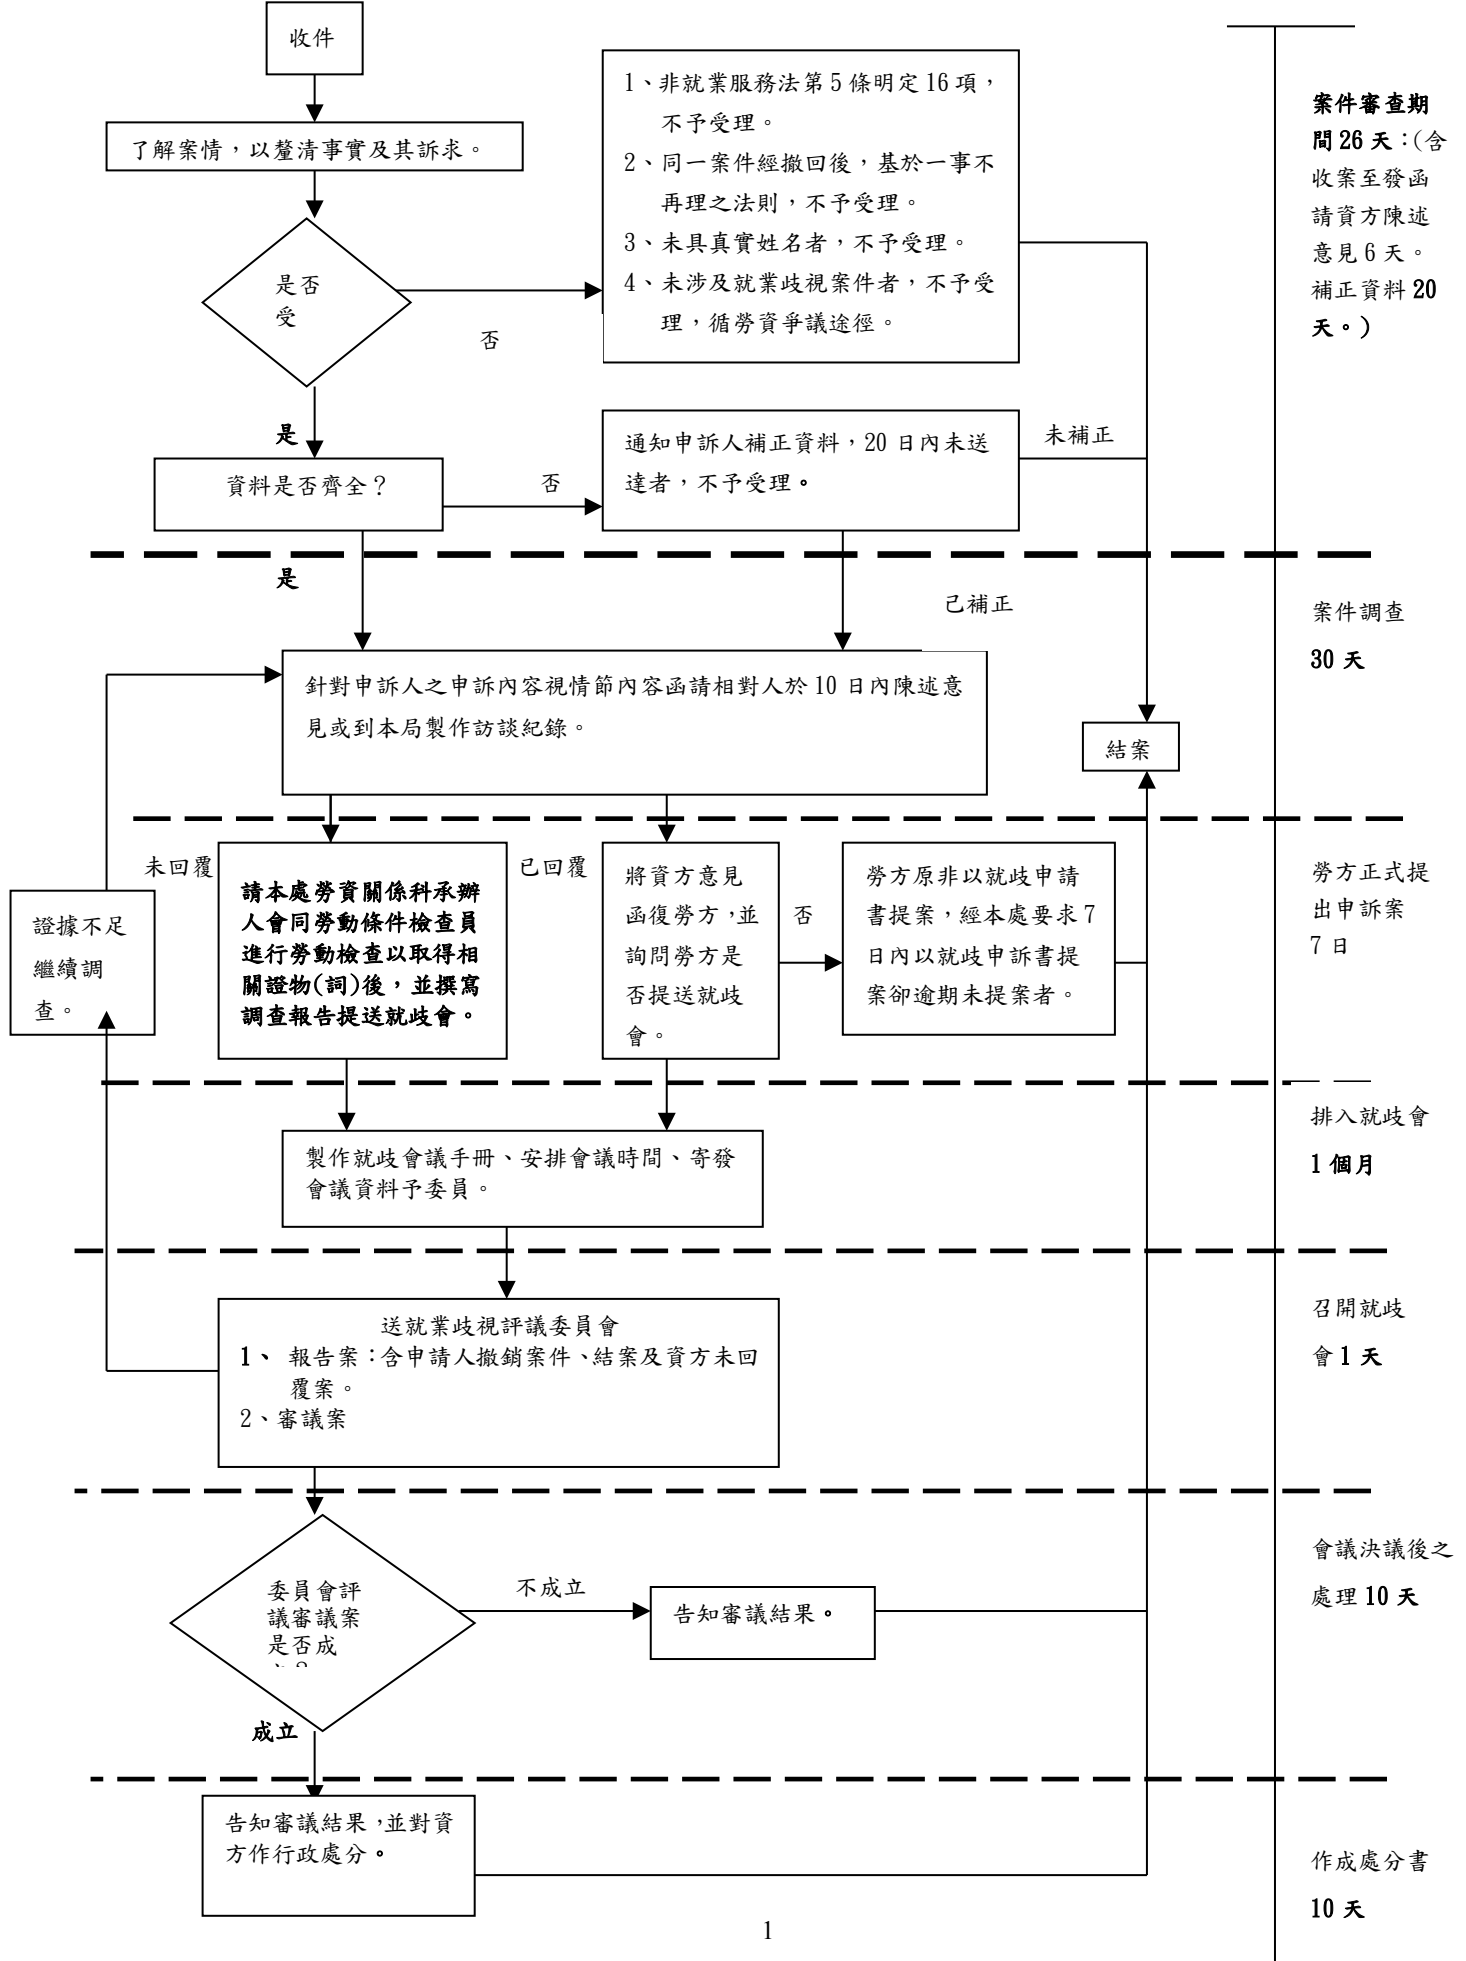 收件
了解案情，以釐清事實及其訴求。
是否
受
否
1、非就業服務法第5條明定16項，
不予受理。
2、同一案件經撤回後，基於一事不
再理之法則，不予受理。
3、未具真實姓名者，不予受理。
4、未涉及就業歧視案件者，不予受
理，循勞資爭議途徑。
案件審查期
間26天：(含
收案至發函
請資方陳述
意見6天。
補正資料20
天。)
是
資料是否齊全？
否
通知申訴人補正資料，20日內未送
達者，不予受理。
未補正
是
已補正
案件調查
30天
針對申訴人之申訴內容視情節內容函請相對人於10日內陳述意
見或到本局製作訪談紀錄。
結案
未回覆
請本處勞資關係科承辦
人會同勞動條件檢查員
進行勞動檢查以取得相
關證物(詞)後，並撰寫
調查報告提送就歧會。
已回覆
將資方意見
函復勞方，並
詢問勞方是
否提送就歧
會。
否
勞方原非以就歧申請
書提案，經本處要求7
日內以就歧申訴書提
案卻逾期未提案者。
勞方正式提
出申訴案
7日
證據不足
繼續調
查。
製作就歧會議手冊、安排會議時間、寄發
會議資料予委員。
排入就歧會
1個月
送就業歧視評議委員會
1、 報告案：含申請人撤銷案件、結案及資方未回
覆案。
2、審議案
召開就歧
會1天
委員會評
議審議案
是否成
不成立
告知審議結果。
會議決議後之
處理10天
成立
告知審議結果，並對資
方作行政處分。
作成處分書
10天
1